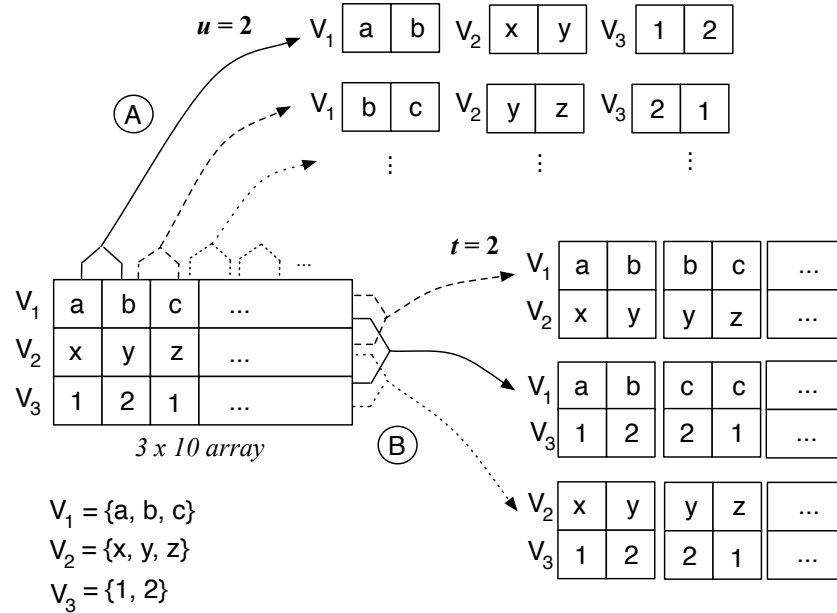 u = 2
V1 a b V2 x y V3 1 2
A
V1 b c V2 y z V3 2 1
⋮ ⋮ ⋮
...
t = 2
V1 a b b c ...
V2 x y y z ...
V1 a b c ...
V2 x y z ...
V3 1 2 1 ...
V1 a b c c ...
V3 1 2 2 1 ...
B
3 x 10 array
V2 x y y z ...
V3 1 2 2 1 ...
V1 = {a, b, c}
V2 = {x, y, z}
V3 = {1, 2}